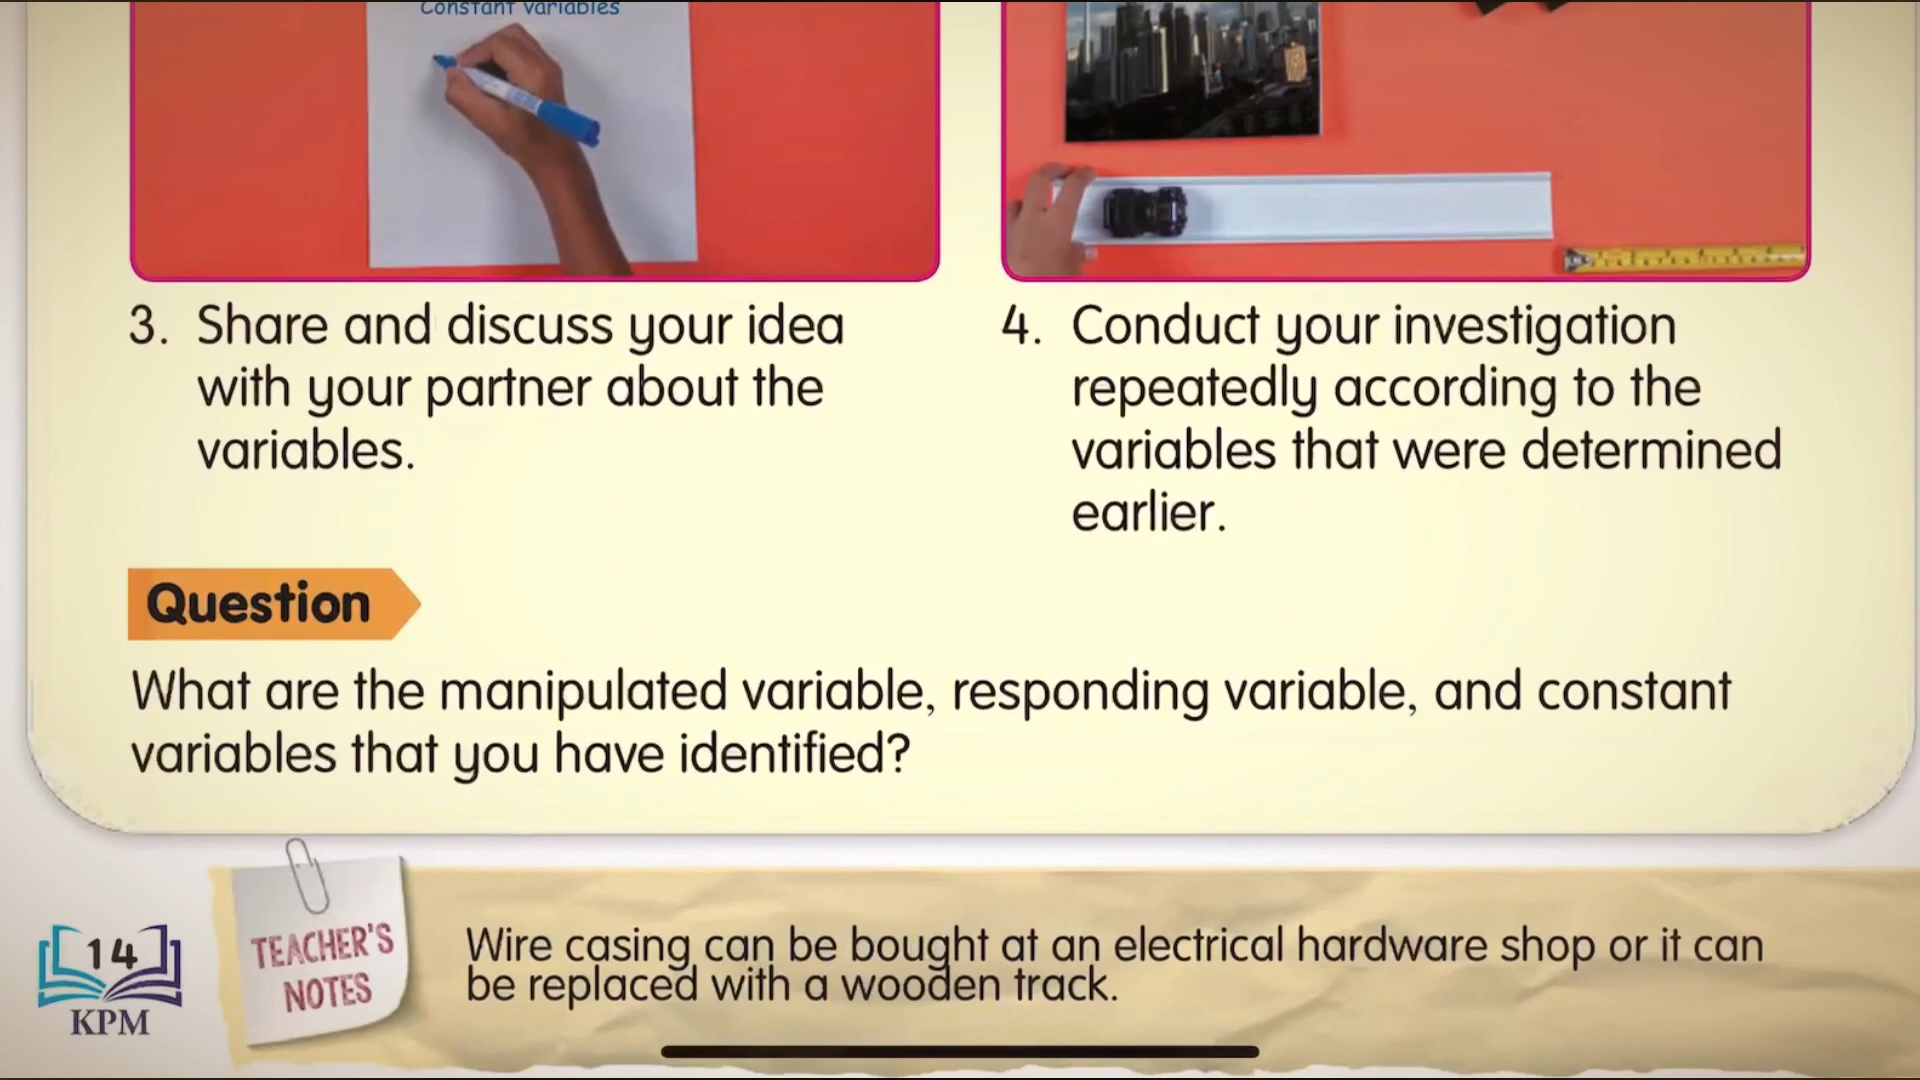 Constant variables
3. Share and discuss your idea
with your partner about the
variables.
4. Conduct your investigation
repeatedly according to the
variables that were determined
earlier.
Question
What are the manipulated variable, responding variable, and constant
variables that you have identified?
14
KPM
TEACHER'S
NOTES
Wire casing can be bought at an electrical hardware shop or it can
be replaced with a wooden track.